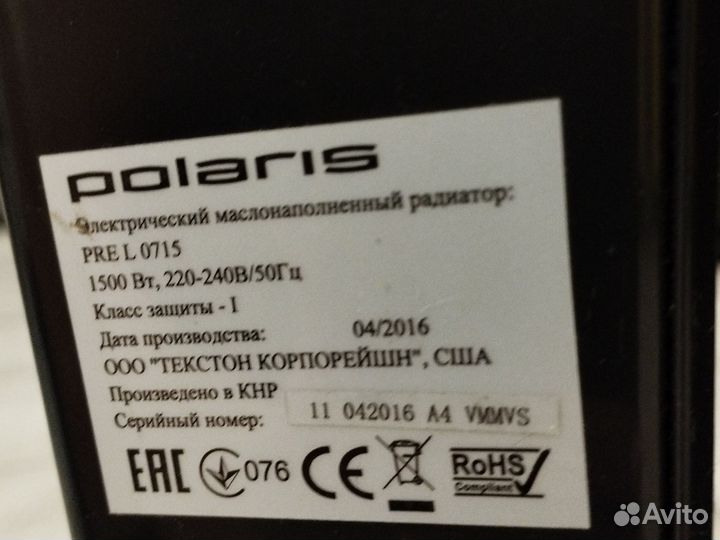 polaris
Электрический маслонаполненный радиатор:
PRE L 0715
1500 Вт, 220-240В/50Гц
Класс защиты - I
Дата производства: 04/2016
ООО "ТЕКСТОН КОРПОРЕЙШН", США
Произведено в КНР
Серийный номер: 11 042016 A4 VMMVS
EAC 076 CE RoHS
Compliant
Avito